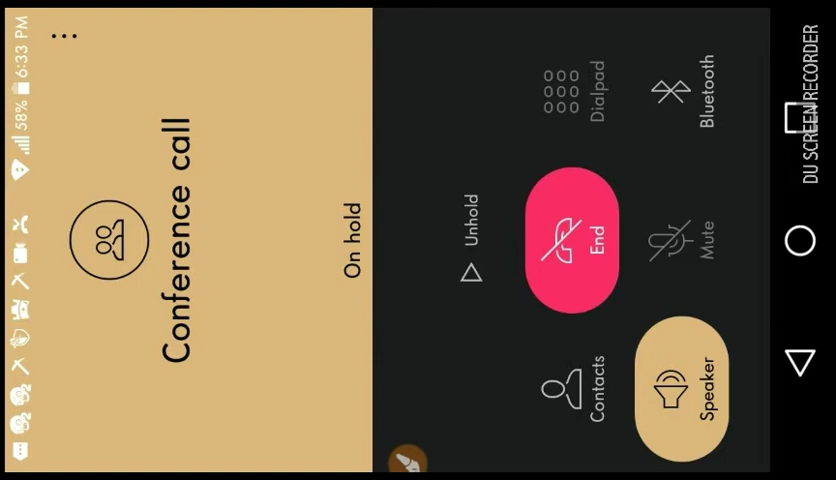 58% 6:33 PM
Conference call
On hold
Unhold
Contacts
End
Dialpad
Speaker
Mute
Bluetooth
DU SCREEN RECORDER